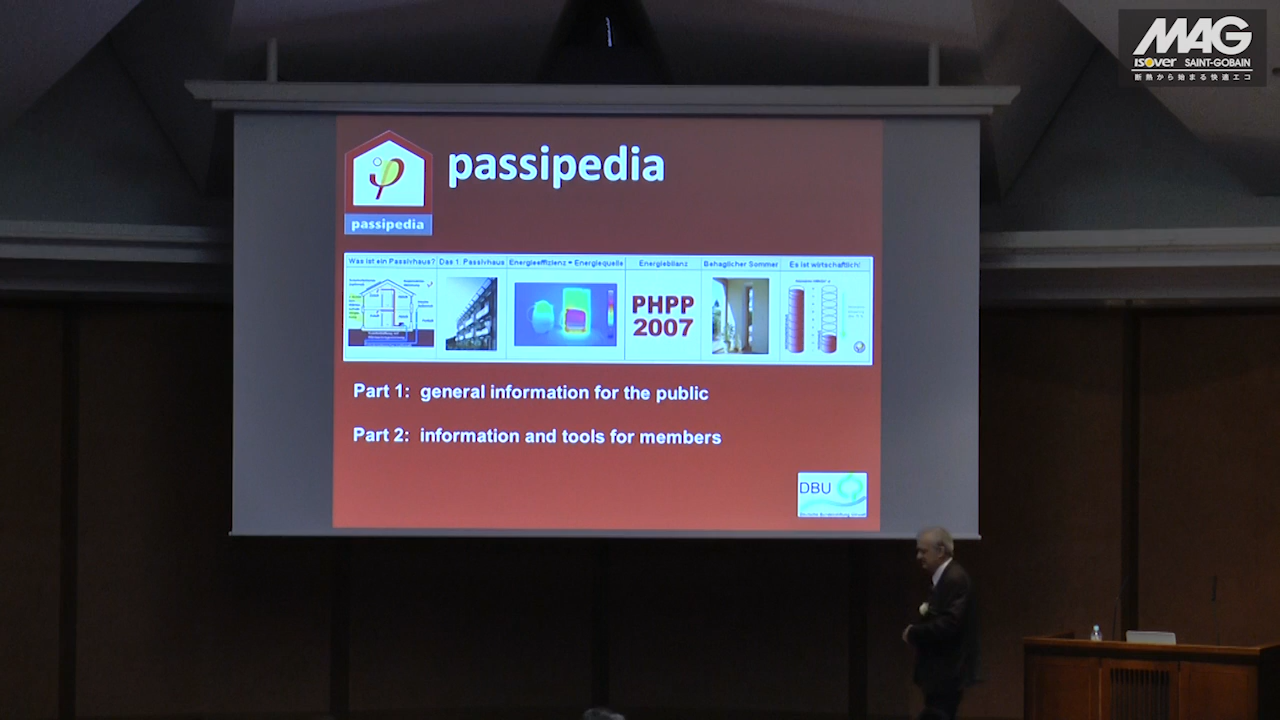 MAG
isover SAINT-GOBAIN
断熱から始まる快適エコ
passipedia
passipedia
Was ist ein Passivhaus? Das 1. Passivhaus Energieeffizienz = Energiequelle Energiebilanz Behaglicher Sommer Es ist wirtschaftlich!
PHPP
2007
Part 1: general information for the public
Part 2: information and tools for members
DBU